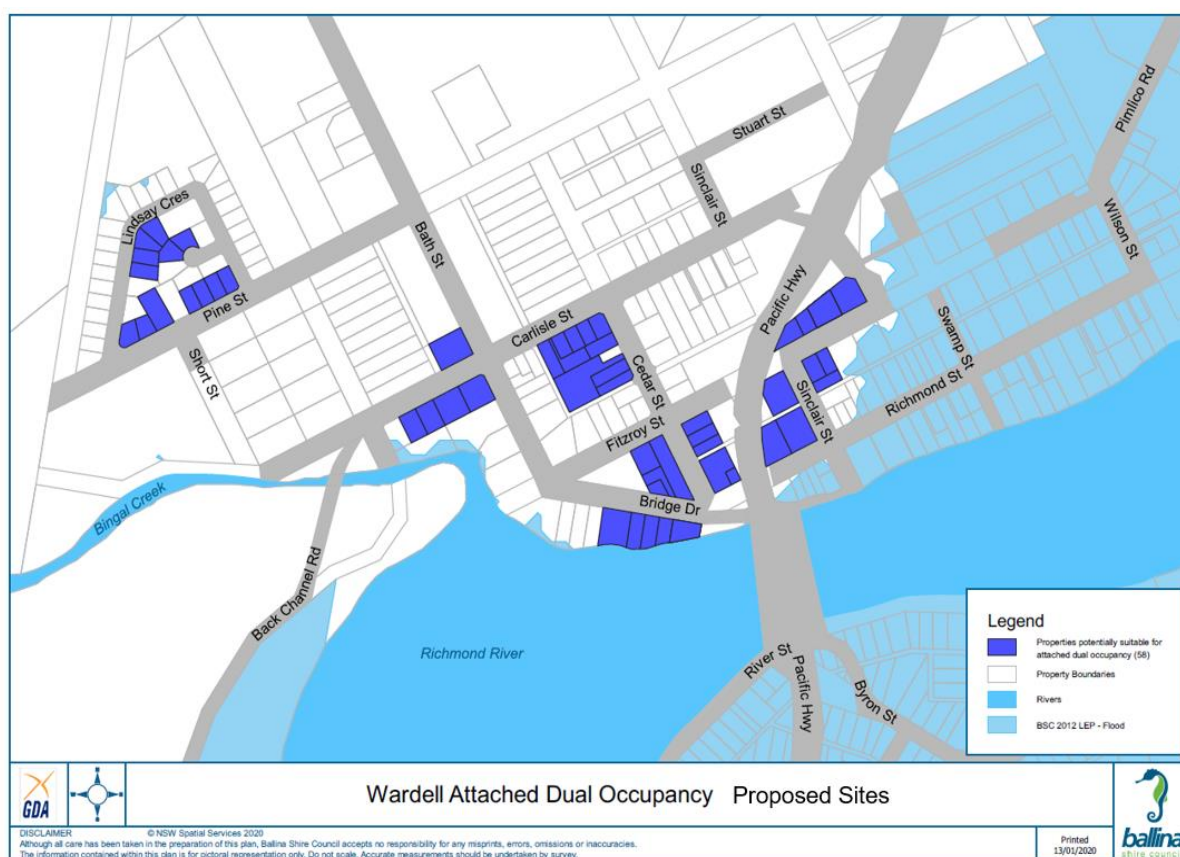 Pimlico Rd
Stuart St
Sinclair St
Lindsay Cres
Wilson St
Bath St
Pine St
Pacific Hwy
Carlisle St
Swamp St
Short St
Cedar St
Sinclair St
Richmond St
Fitzroy St
Bridge Dr
Bingal Creek
Back Channel Rd
Richmond River
River St
Pacific Hwy
Byron St
Legend
Properties potentially suitable for
attached dual occupancy (58)
Property Boundaries
Rivers
BSC 2012 LEP - Flood
GDA
Wardell Attached Dual Occupancy Proposed Sites
ballina
shire council
DISCLAIMER © NSW Spatial Services 2020
Although all care has been taken in the preparation of this plan, Ballina Shire Council accepts no responsibility for any misprints, errors, omissions or inaccuracies.
The information contained within this plan is for pictoral representation only. Do not scale. Accurate measurements should be undertaken by survey.
Printed
13/01/2020